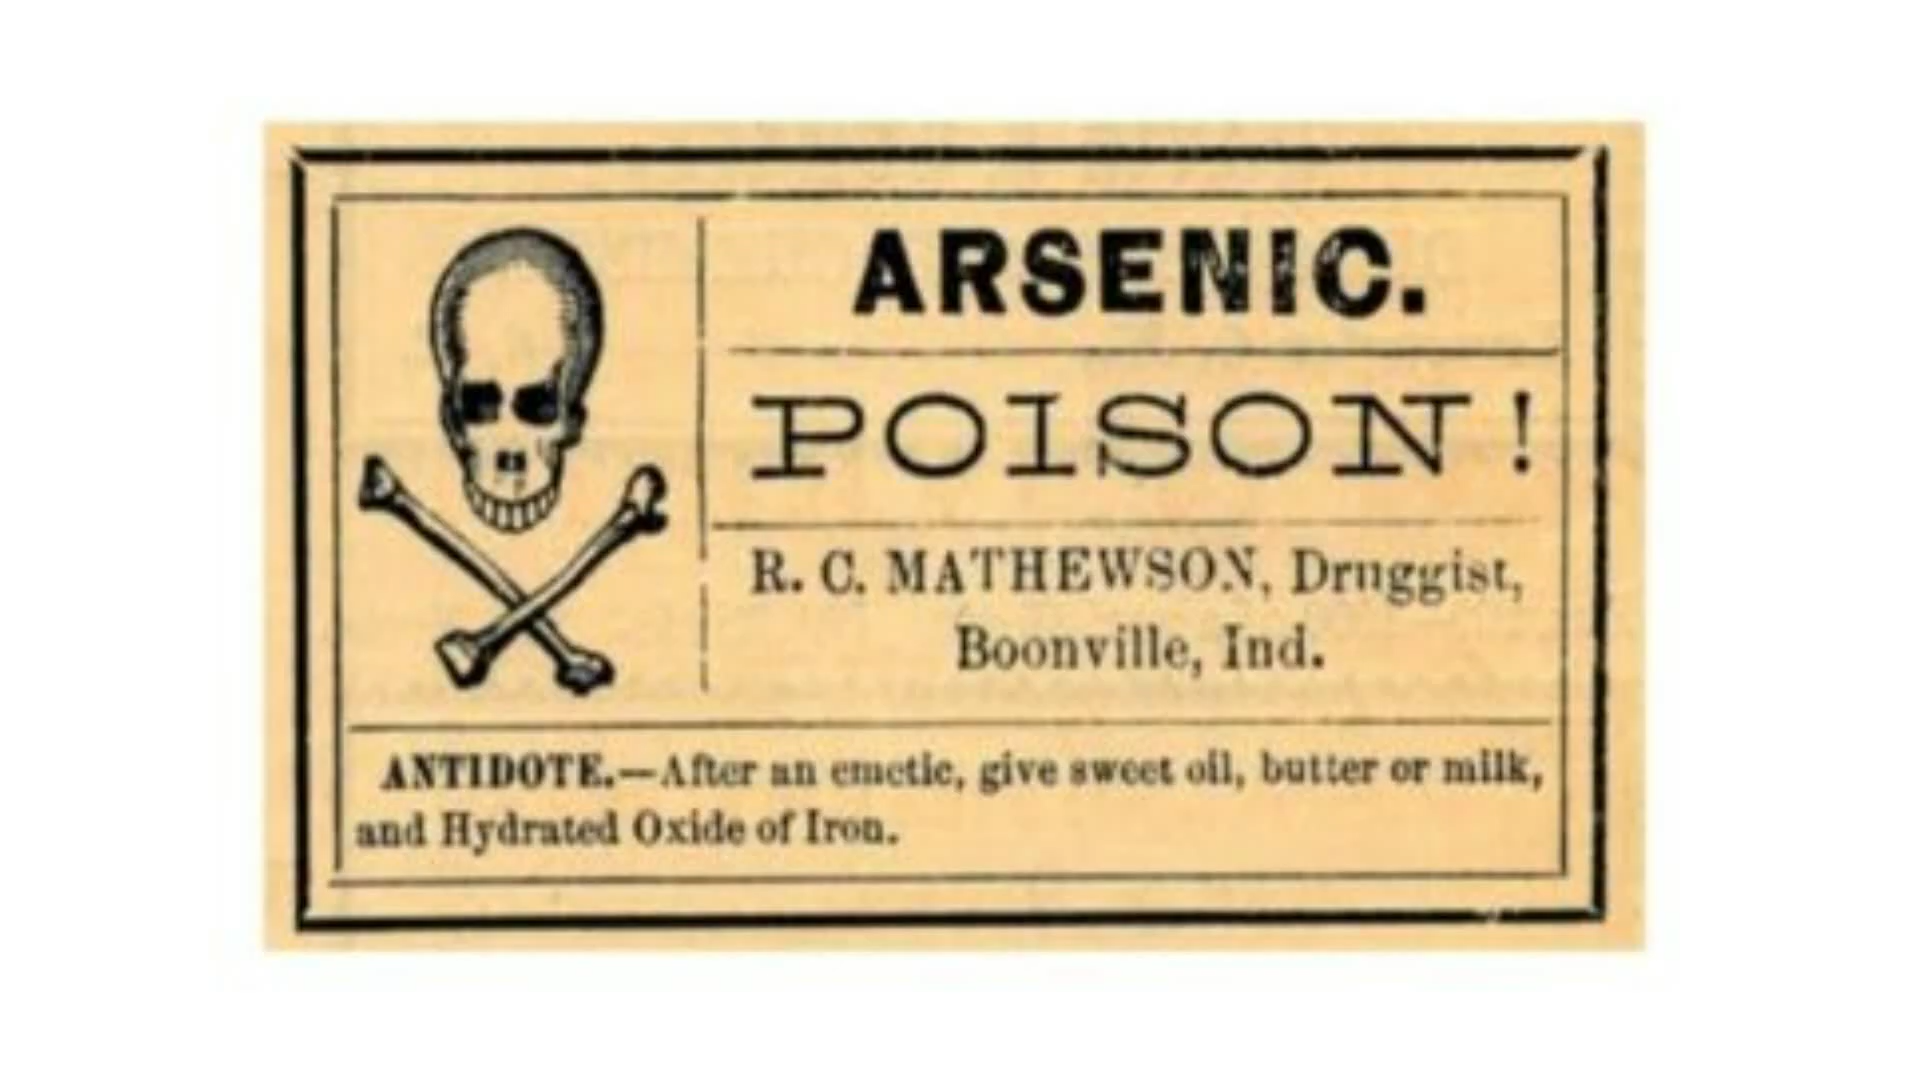 ARSENIC.
POISON!
R. C. MATHEWSON, Druggist,
Boonville, Ind.
ANTIDOTE.—After an emetic, give sweet oil, butter or milk,
and Hydrated Oxide of Iron.